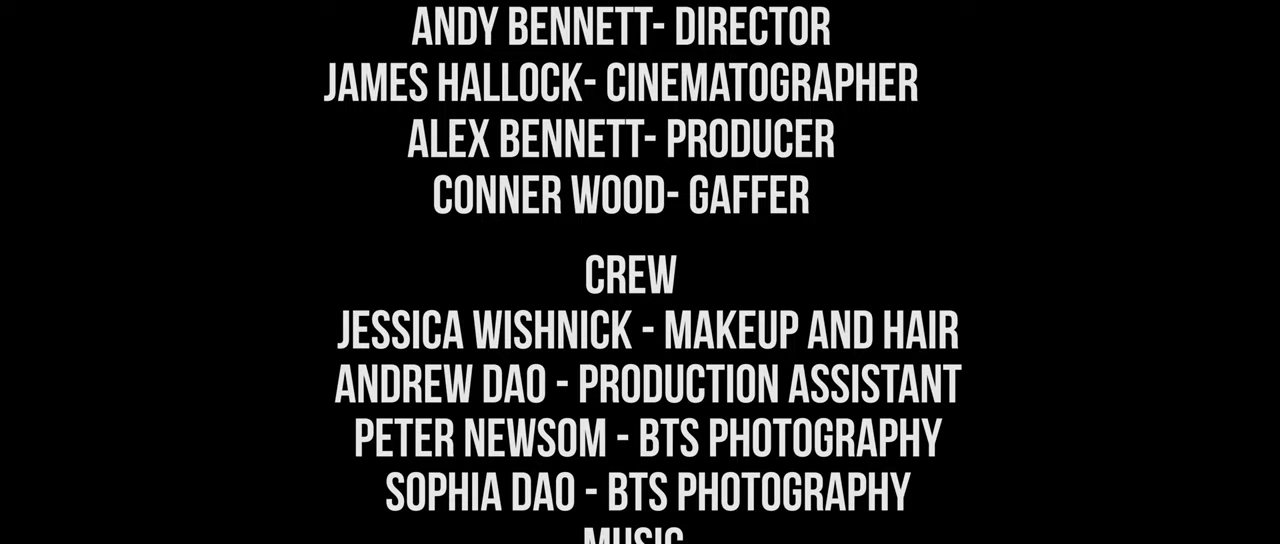 ANDY BENNETT- DIRECTOR
JAMES HALLOCK- CINEMATOGRAPHER
ALEX BENNETT- PRODUCER
CONNER WOOD- GAFFER
CREW
JESSICA WISHNICK - MAKEUP AND HAIR
ANDREW DAO - PRODUCTION ASSISTANT
PETER NEWSOM - BTS PHOTOGRAPHY
SOPHIA DAO - BTS PHOTOGRAPHY
MUSIC